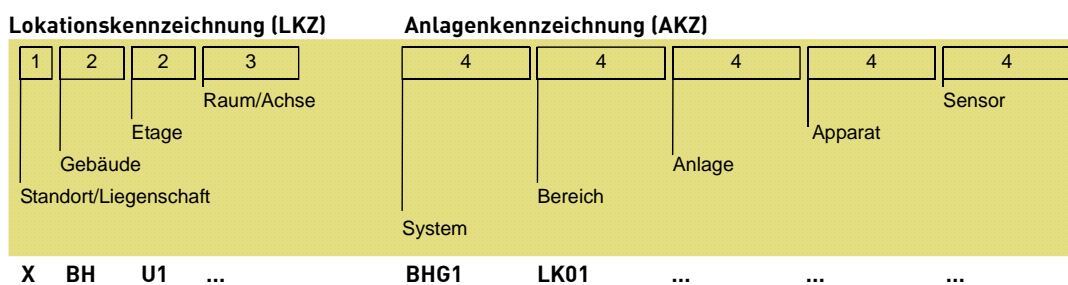 Lokationskennzeichnung (LKZ) Anlagenkennzeichnung (AKZ)
1 2 2 3 4 4 4 4 4
Raum/Achse Sensor
Etage Apparat
Gebäude Anlage
Standort/Liegenschaft Bereich
System
X BH U1 ... BHG1 LK01 ... ... ...